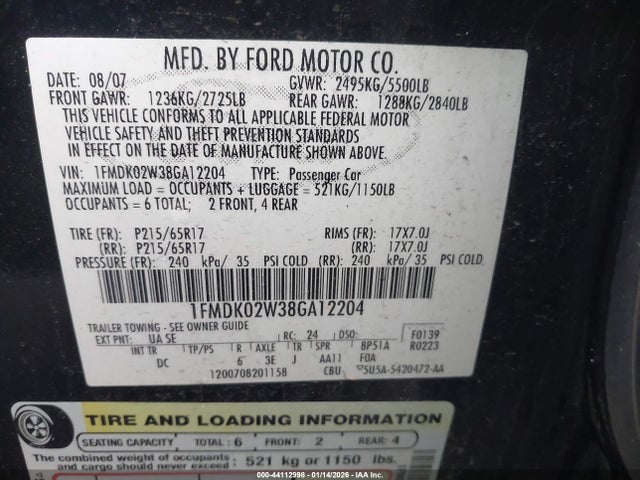 MFD. BY FORD MOTOR CO.
DATE: 08/07 GVWR: 2495KG/5500LB
FRONT GAWR: 1236KG/2725LB REAR GAWR: 1288KG/2840LB
THIS VEHICLE CONFORMS TO ALL APPLICABLE FEDERAL MOTOR
VEHICLE SAFETY AND THEFT PREVENTION STANDARDS
IN EFFECT ON THE DATE OF MANUFACTURE SHOWN ABOVE.
VIN: 1FMDK02W38GA12204 TYPE: Passenger Car
MAXIMUM LOAD = OCCUPANTS + LUGGAGE = 521KG/1150LB
OCCUPANTS = 6 TOTAL; 2 FRONT, 4 REAR
TIRE (FR): P215/65R17 RIMS (FR): 17X7.0J
(RR): P215/65R17 (RR): 17X7.0J
PRESSURE (FR): 240 kPa/ 35 PSI COLD (RR): 240 kPa/ 35 PSI COLD
1FMDK02W38GA12204
TRAILER TOWING - SEE OWNER GUIDE
EXT PNT: UA SE RC: 24 DSO: F0139
INT TR TP/PS R AXLE TR SPR BP51A R0223
DC 6 3E J AA11 F0A
1200708201158 CBU 5U5A-5420472-AA
TIRE AND LOADING INFORMATION
SEATING CAPACITY TOTAL : 6 FRONT: 2 REAR: 4
The combined weight of occupants
and cargo should never exceed : 521 kg or 1150 lbs.
000-44112998 - 01/14/2026 - IAA Inc.